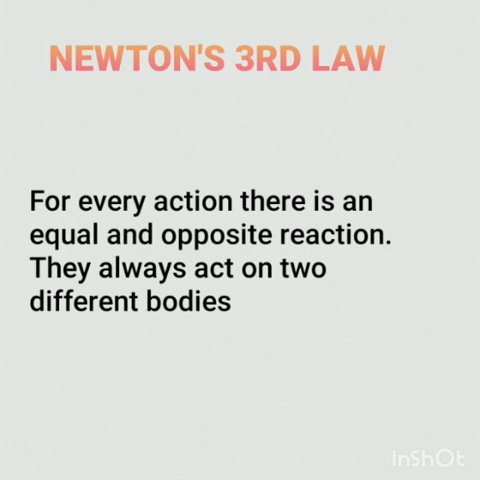 NEWTON'S 3RD LAW
For every action there is an
equal and opposite reaction.
They always act on two
different bodies
InShOt